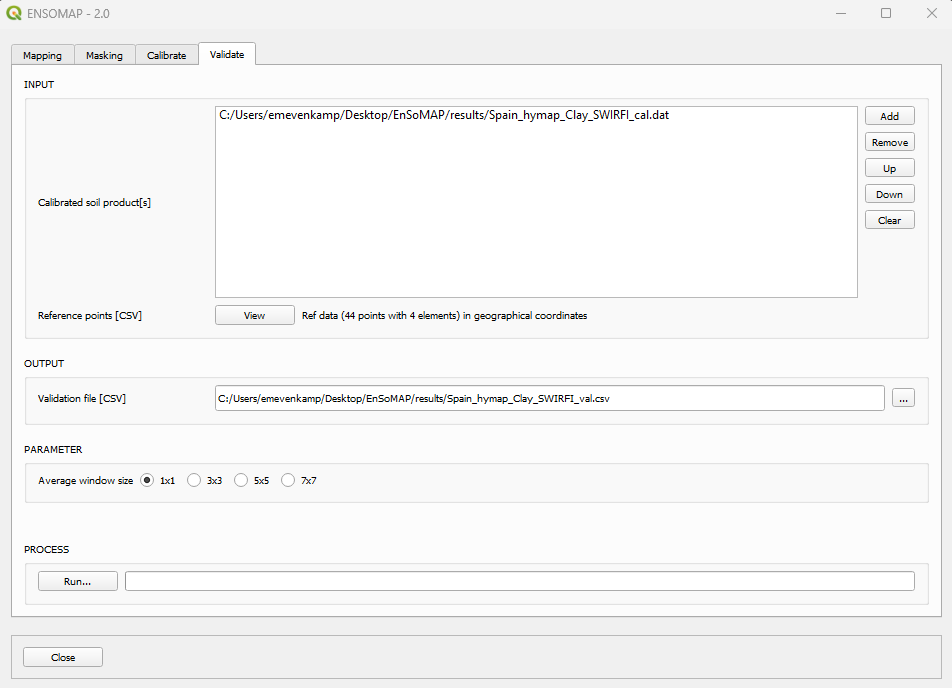 ENSOMAP - 2.0
Mapping Masking Calibrate Validate
INPUT
C:/Users/emevenkamp/Desktop/EnSoMAP/results/Spain_hymap_Clay_SWIRFI_cal.dat
Add
Remove
Up
Down
Clear
Calibrated soil product[s]
Reference points [CSV] View Ref data (44 points with 4 elements) in geographical coordinates
OUTPUT
Validation file [CSV] C:/Users/emevenkamp/Desktop/EnSoMAP/results/Spain_hymap_Clay_SWIRFI_val.csv ...
PARAMETER
Average window size 1x1 3x3 5x5 7x7
PROCESS
Run...
Close